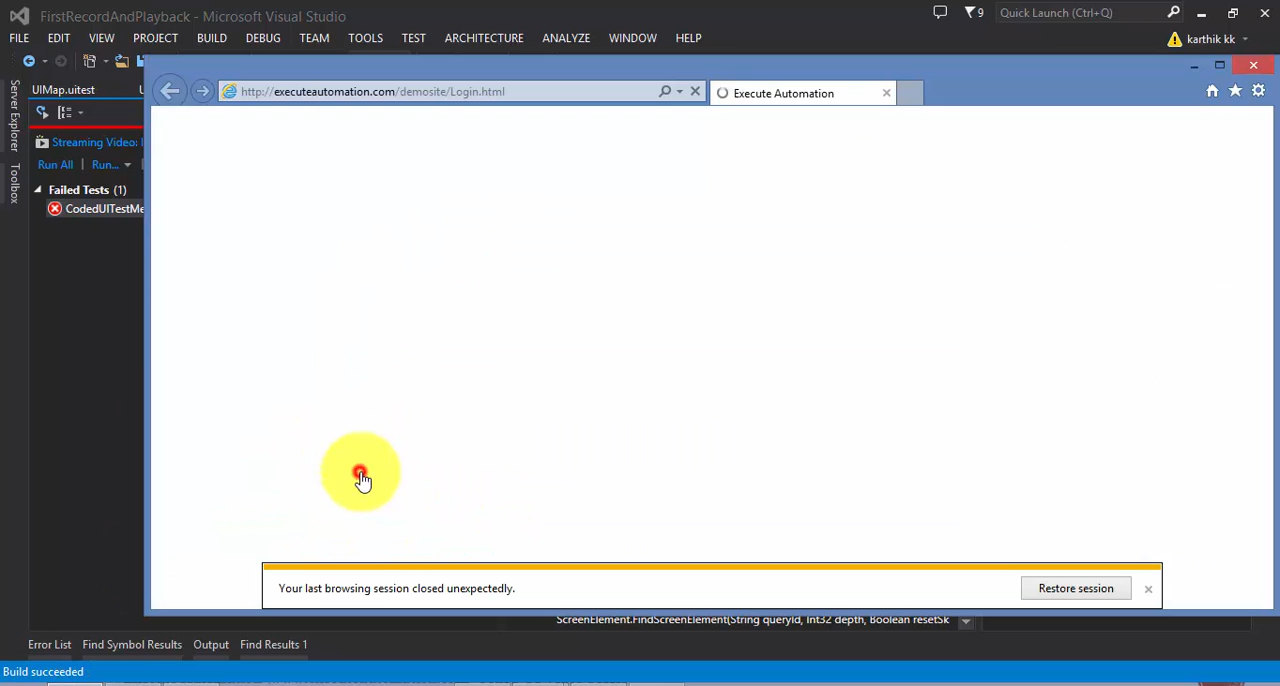 FirstRecordAndPlayback - Microsoft Visual Studio
9
Quick Launch (Ctrl+Q)
FILE EDIT VIEW PROJECT BUILD DEBUG TEAM TOOLS TEST ARCHITECTURE ANALYZE WINDOW HELP
karthik kk
UIMap.uitest
http://executeautomation.com/demosite/Login.html
Execute Automation
Server Explorer
Toolbox
Streaming Video:
Run All | Run...
Failed Tests (1)
CodedUITestMe
Your last browsing session closed unexpectedly.
Restore session
ScreenElement.FindScreenElement(String queryId, Int32 depth, Boolean resetSk
Error List Find Symbol Results Output Find Results 1
Build succeeded